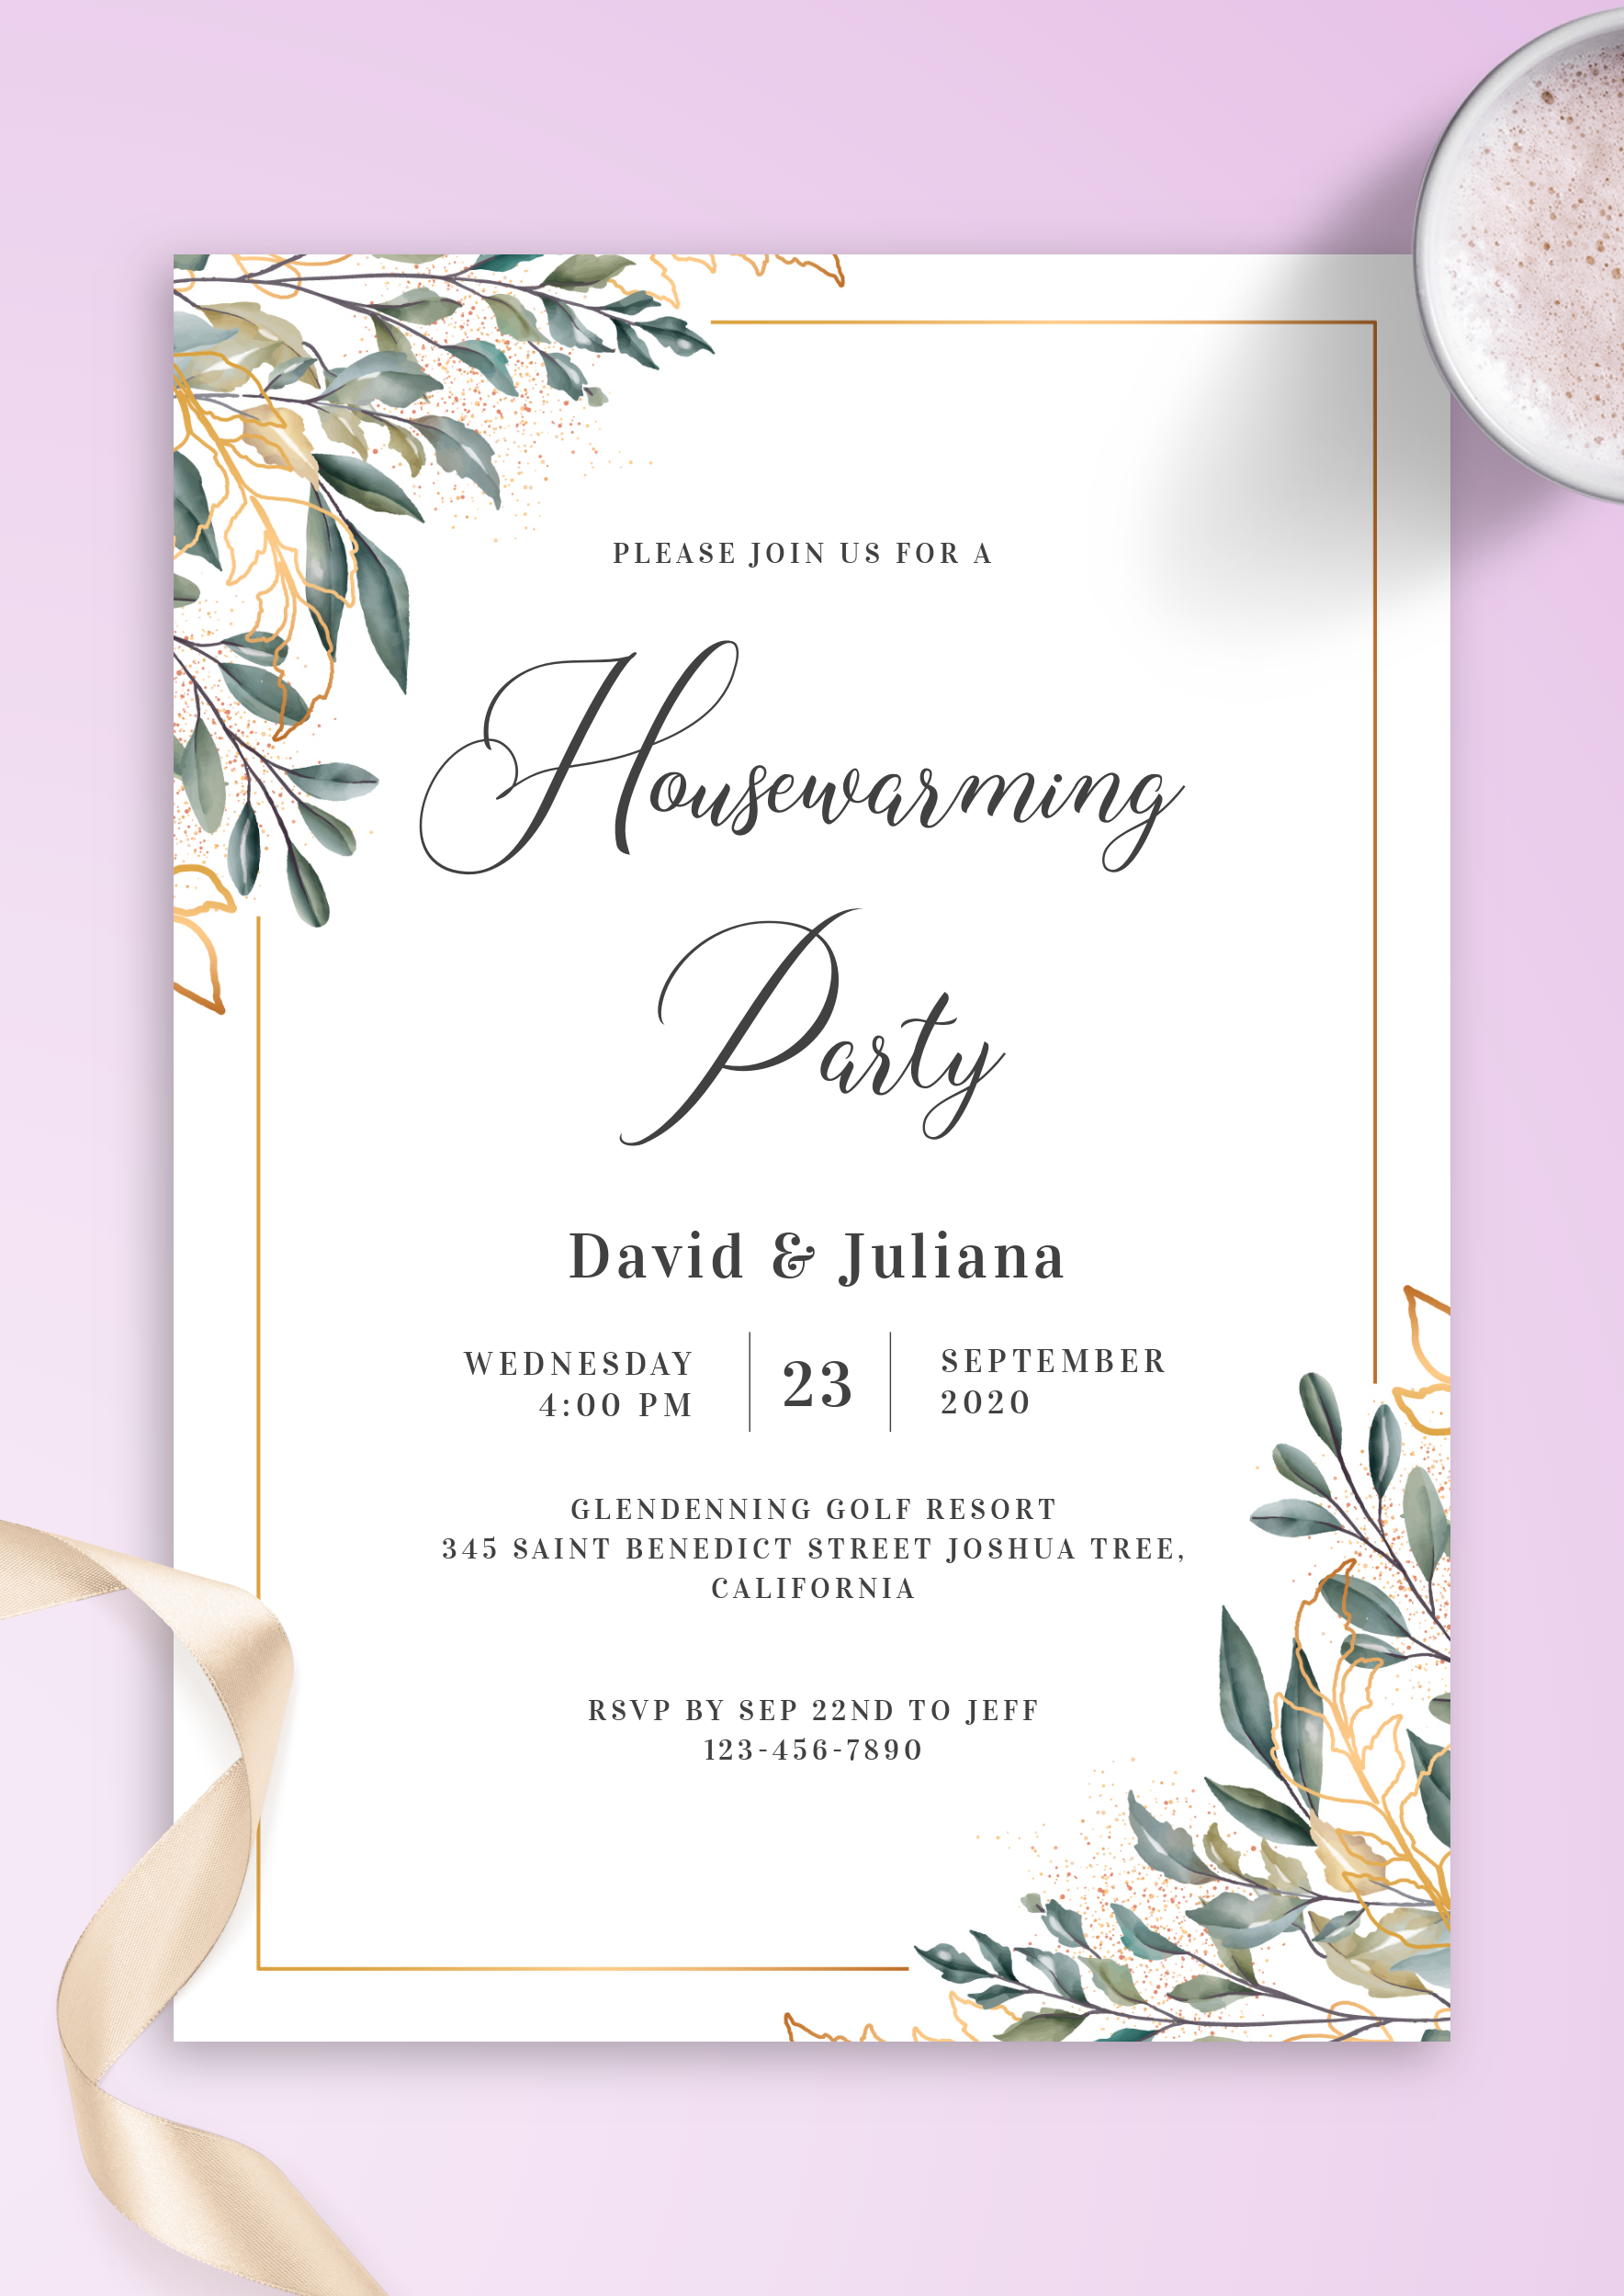 PLEASE JOIN US FOR A
Housewarming
Party
David & Juliana
WEDNESDAY
4:00 PM
23
SEPTEMBER
2020
GLENDENNING GOLF RESORT
345 SAINT BENEDICT STREET JOSHUA TREE,
CALIFORNIA
RSVP BY SEP 22ND TO JEFF
123-456-7890